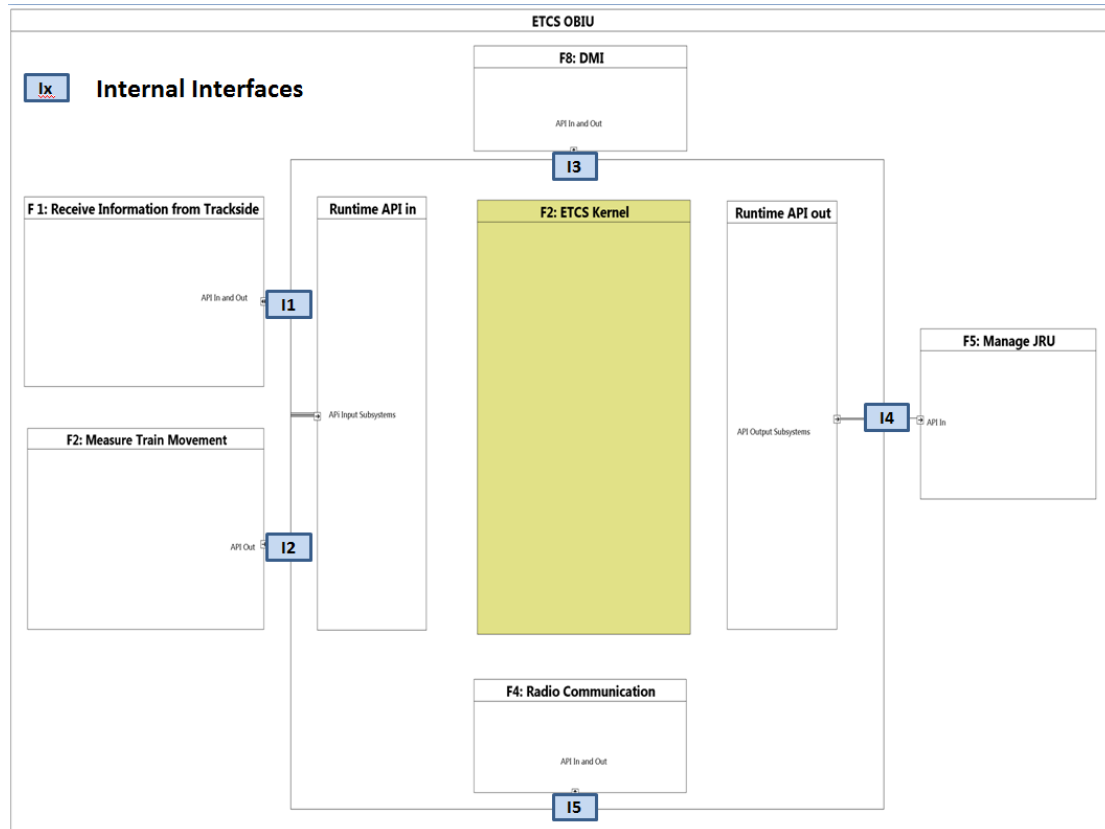 ETCS OBIU
F8: DMI
Ix
Internal Interfaces
API In and Out
I3
F 1: Receive Information from Trackside
Runtime API in
F2: ETCS Kernel
Runtime API out
API In and Out
I1
F5: Manage JRU
APi Input Subsystems
I4
API In
API Output Subsystems
F2: Measure Train Movement
API Out
I2
F4: Radio Communication
API In and Out
I5